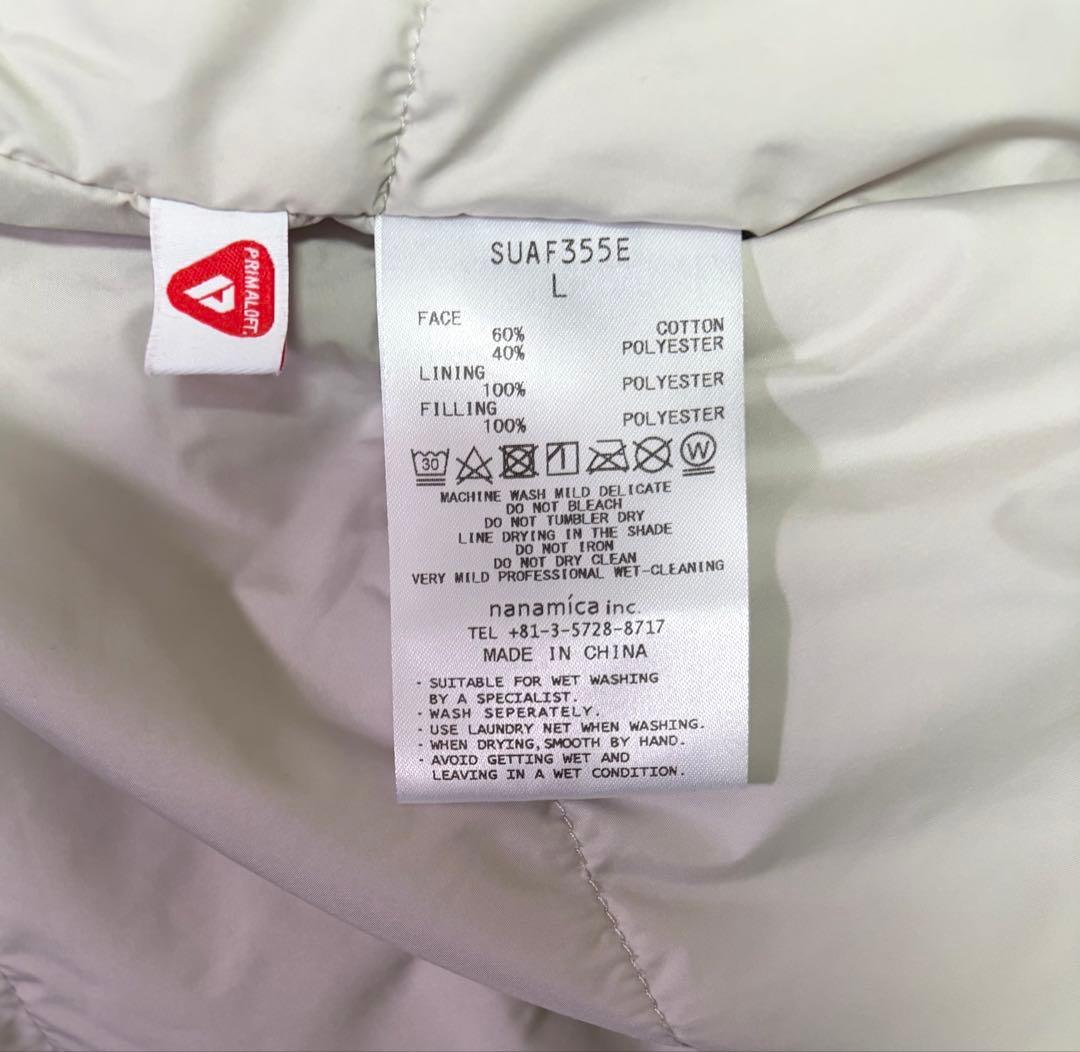 PRIMALOFT.
SUAF355E
L
FACE
60% COTTON
40% POLYESTER
LINING
100% POLYESTER
FILLING
100% POLYESTER
30
W
MACHINE WASH MILD DELICATE
DO NOT BLEACH
DO NOT TUMBLER DRY
LINE DRYING IN THE SHADE
DO NOT IRON
DO NOT DRY CLEAN
VERY MILD PROFESSIONAL WET-CLEANING
nanamica inc.
TEL +81-3-5728-8717
MADE IN CHINA
· SUITABLE FOR WET WASHING
BY A SPECIALIST.
· WASH SEPERATELY.
· USE LAUNDRY NET WHEN WASHING.
· WHEN DRYING, SMOOTH BY HAND.
· AVOID GETTING WET AND
LEAVING IN A WET CONDITION.